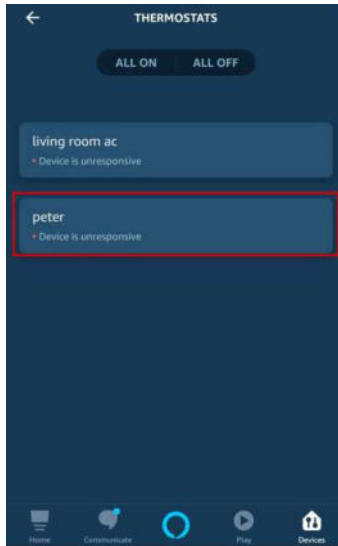 THERMOSTATS
ALL ON ALL OFF
living room ac
• Device is unresponsive
peter
• Device is unresponsive
Home Communicate Play Devices